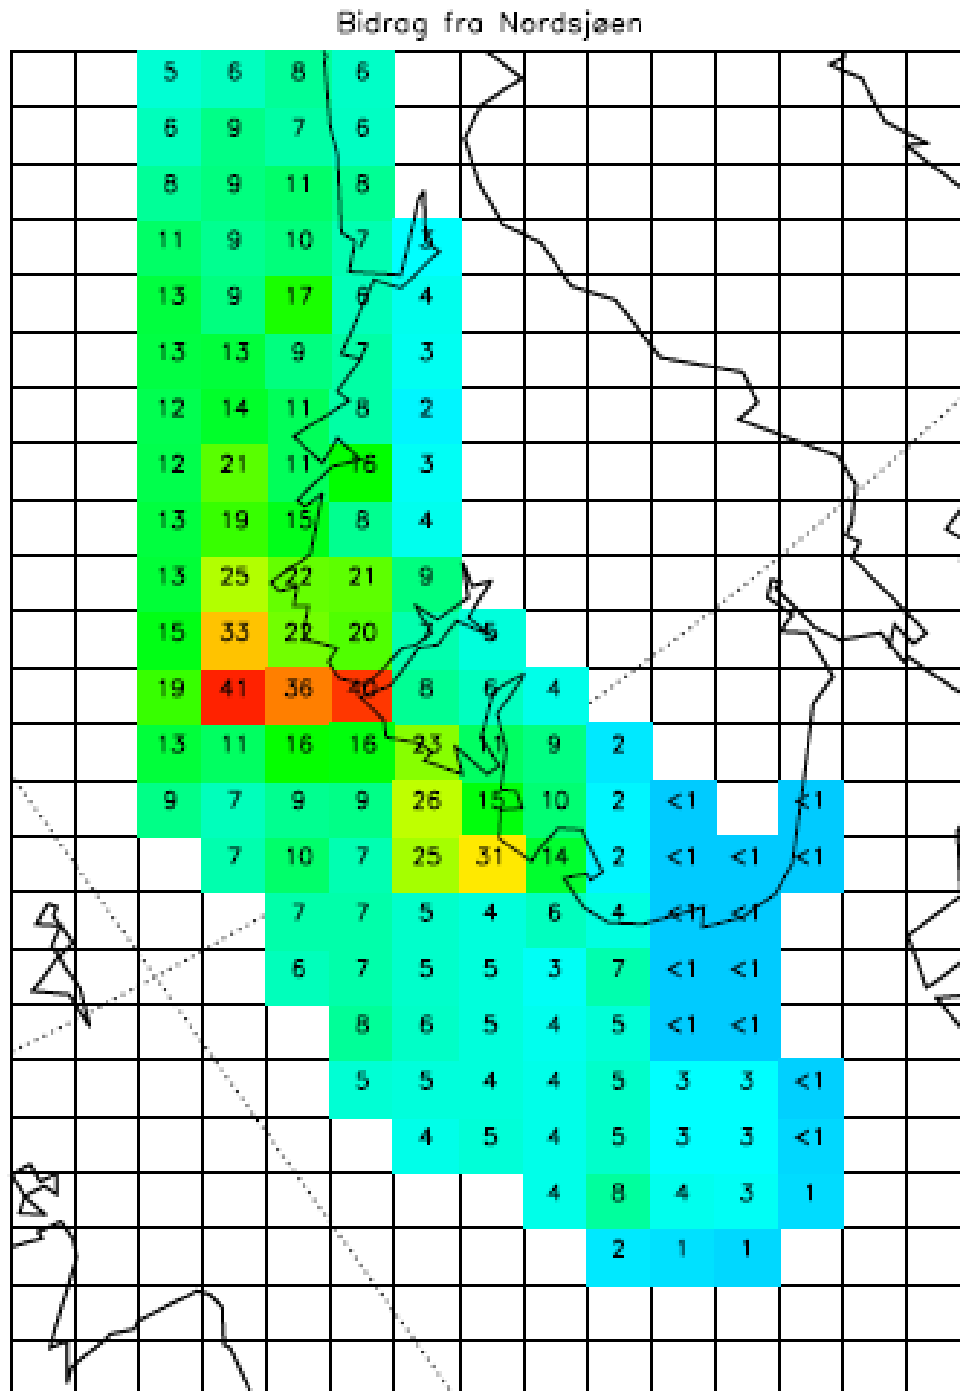 Bidrag fra Nordsjøen
5 6 8 6
6 9 7 6
8 9 11 8
11 9 10 7
13 9 17 6 4
13 13 9 7 3
12 14 11 8 2
12 21 11 16 3
13 19 15 8 4
13 25 22 21 9
15 33 22 20 5
19 41 36 40 8 6 4
13 11 16 16 23 11 9 2
9 7 9 9 26 15 10 2 <1 <1
7 10 7 25 31 14 2 <1 <1 <1
7 7 5 4 6 4 <1 <1
6 7 5 5 3 7 <1 <1
8 6 5 4 5 <1 <1
5 5 4 4 5 3 3 <1
4 5 4 5 3 3 <1
4 8 4 3 1
2 1 1